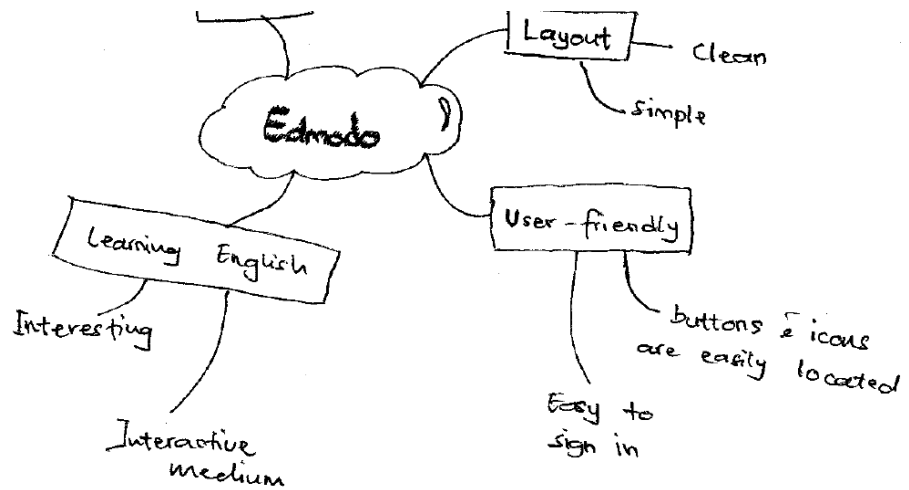 Layout
Clean
simple
Edmodo
User-friendly
buttons & icons
are easily located
Easy to
sign in
Learning English
Interesting
Interactive
medium